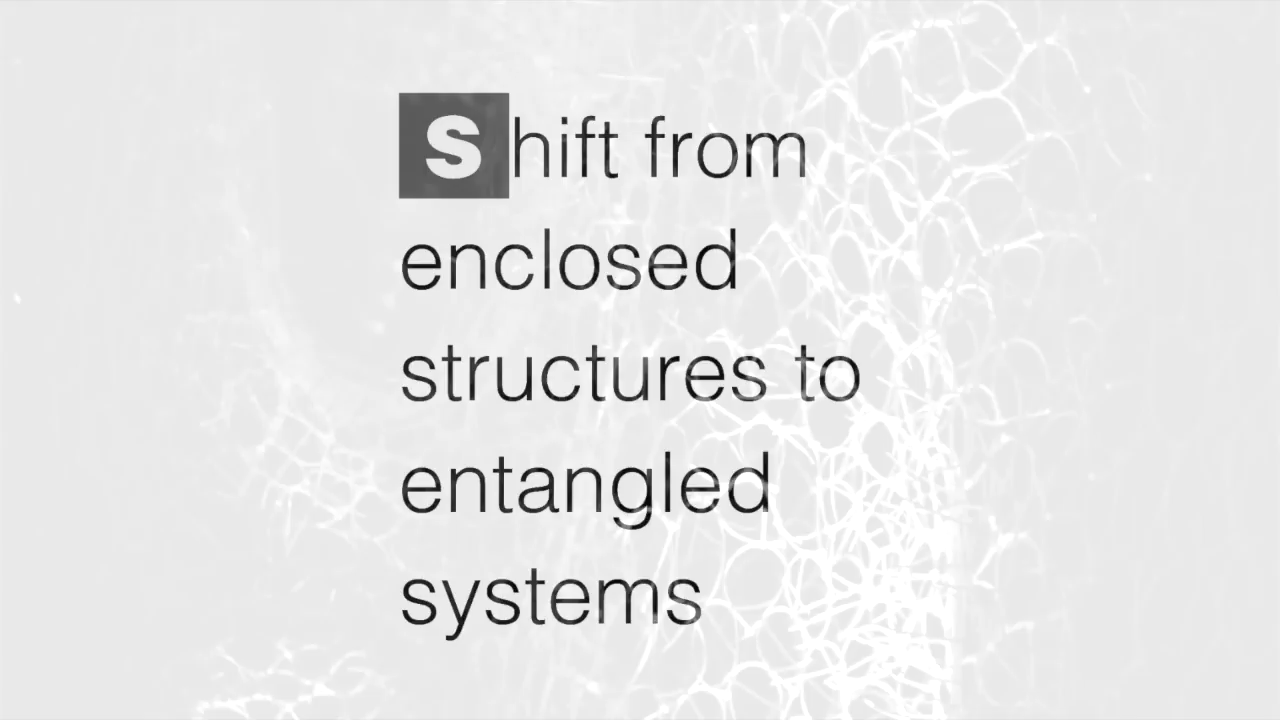 Shift from
enclosed
structures to
entangled
systems